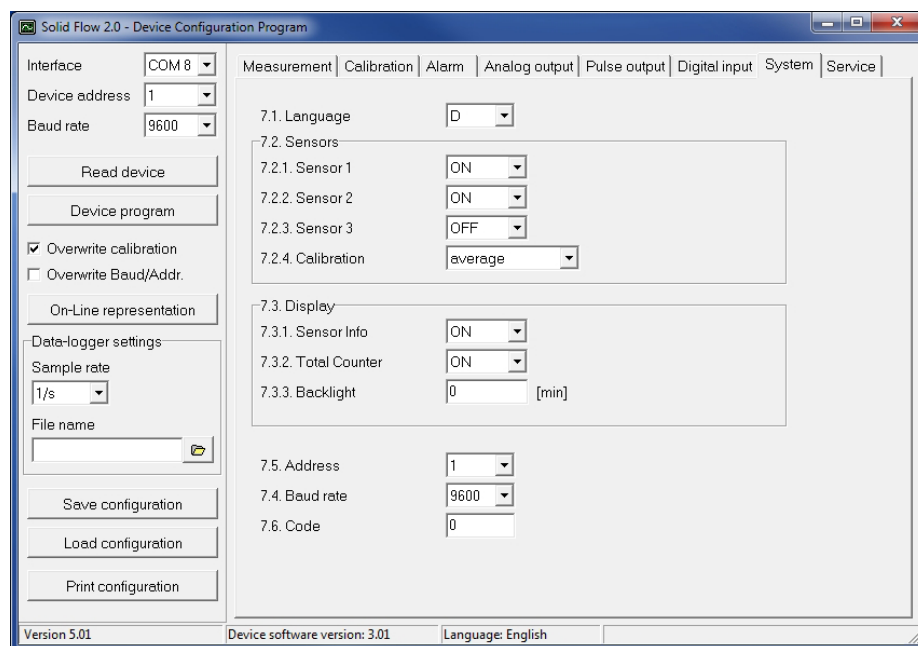 Solid Flow 2.0 - Device Configuration Program
Interface COM 8
Device address 1
Baud rate 9600
Read device
Device program
Overwrite calibration
Overwrite Baud/Addr.
On-Line representation
Data-logger settings
Sample rate
1/s
File name
Save configuration
Load configuration
Print configuration
Measurement Calibration Alarm Analog output Pulse output Digital input System Service
7.1. Language D
7.2. Sensors
7.2.1. Sensor 1 ON
7.2.2. Sensor 2 ON
7.2.3. Sensor 3 OFF
7.2.4. Calibration average
7.3. Display
7.3.1. Sensor Info ON
7.3.2. Total Counter ON
7.3.3. Backlight 0 [min]
7.5. Address 1
7.4. Baud rate 9600
7.6. Code 0
Version 5.01 Device software version: 3.01 Language: English